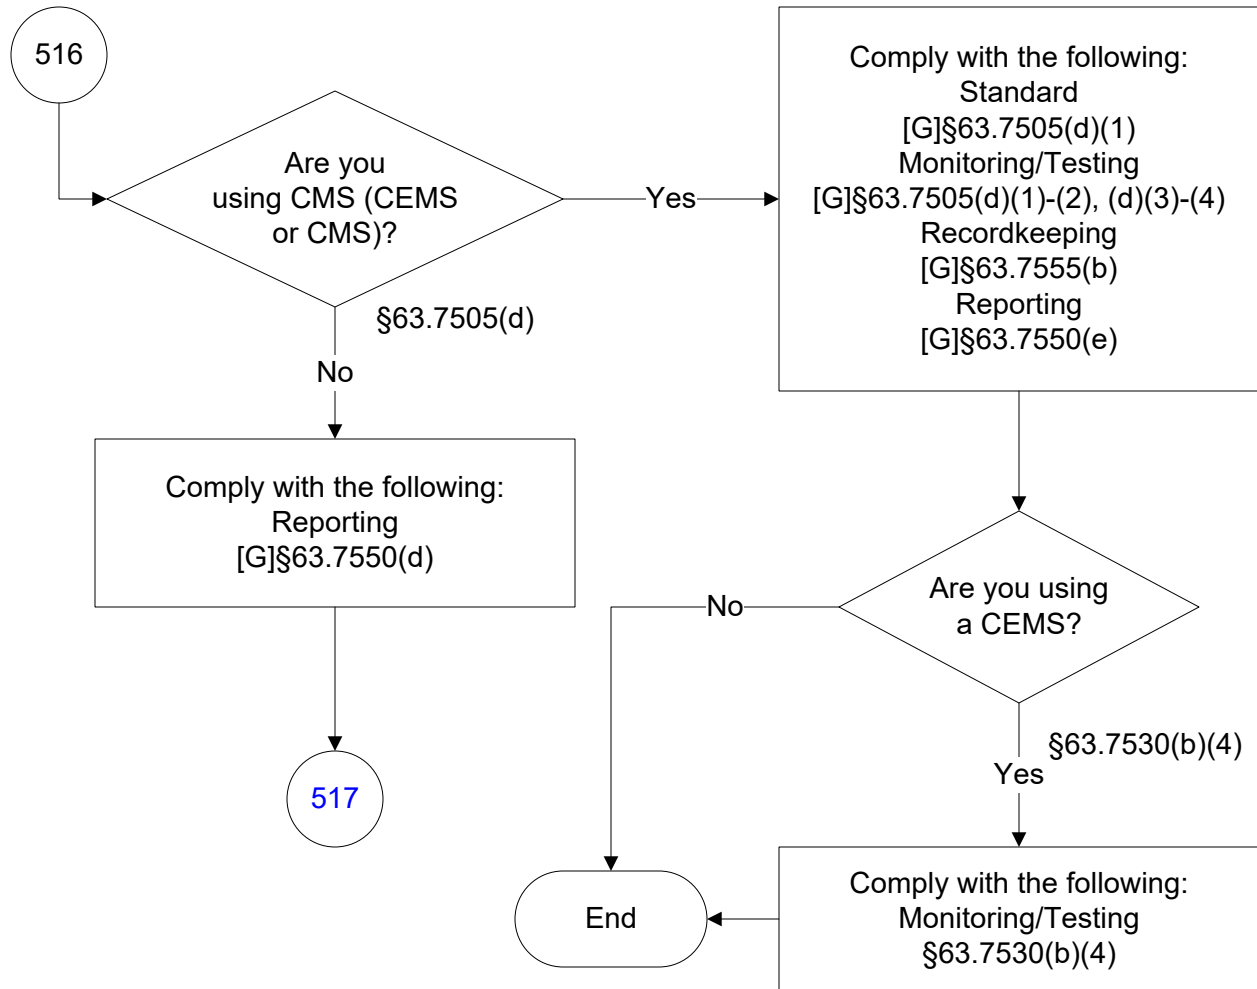 516
Are you
using CMS (CEMS
or CMS)?
§63.7505(d)
Yes
Comply with the following:
Standard
[G]§63.7505(d)(1)
Monitoring/Testing
[G]§63.7505(d)(1)-(2), (d)(3)-(4)
Recordkeeping
[G]§63.7555(b)
Reporting
[G]§63.7550(e)
No
Comply with the following:
Reporting
[G]§63.7550(d)
517
Are you using
a CEMS?
No
§63.7530(b)(4)
Yes
Comply with the following:
Monitoring/Testing
§63.7530(b)(4)
End